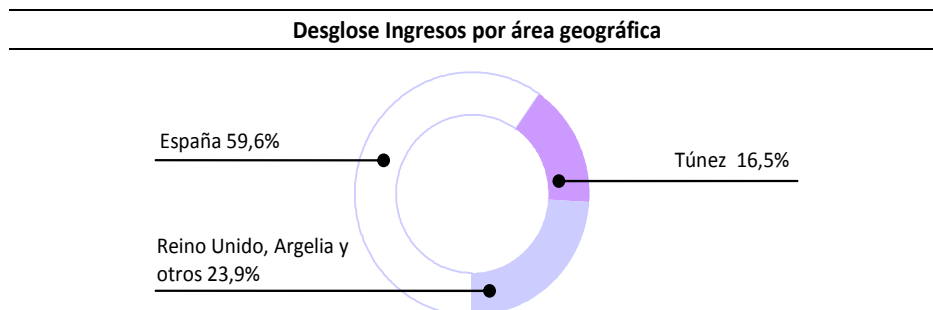 Desglose Ingresos por área geográfica
España 59,6%
Túnez 16,5%
Reino Unido, Argelia y
otros 23,9%